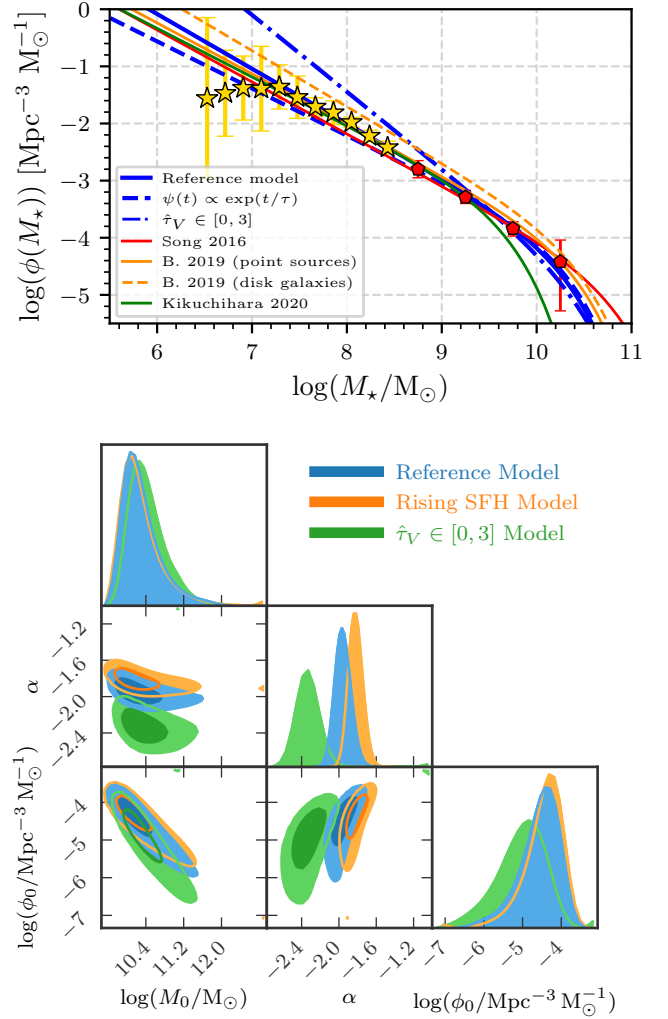 0
−1
−2
−3
−4
−5
log(ϕ(M⋆)) [Mpc⁻³ M⊙⁻¹]
Reference model
ψ(t) ∝ exp(t/τ)
τ̂_V ∈ [0, 3]
Song 2016
B. 2019 (point sources)
B. 2019 (disk galaxies)
Kikuchihara 2020
6 7 8 9 10 11
log(M⋆/M⊙)
Reference Model
Rising SFH Model
τ̂_V ∈ [0, 3] Model
−1.2
−1.6
−2.0
−2.4
α
−4
−5
−6
−7
log(ϕ₀/Mpc⁻³ M⊙⁻¹)
10.4 11.2 12.0
−2.4 −2.0 −1.6 −1.2
−7 −6 −5 −4
log(M₀/M⊙)
α
log(ϕ₀/Mpc⁻³ M⊙⁻¹)